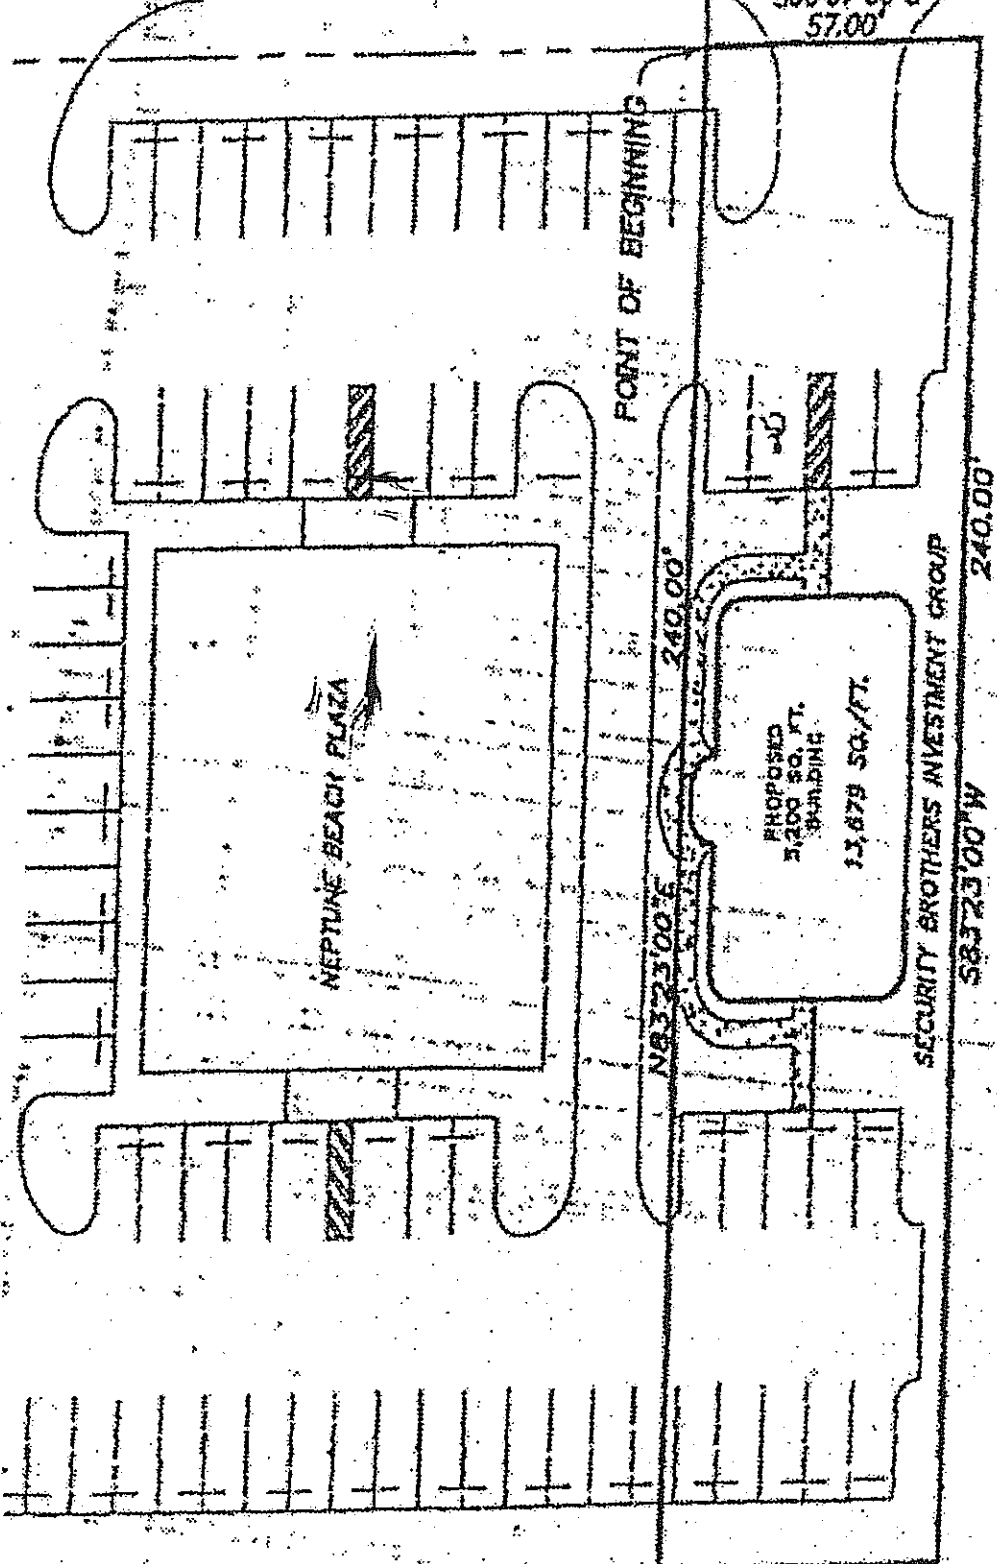 57.00'
POINT OF BEGINNING
NEPTUNE BEACH PLAZA
N83°23'00"E
240.00'
PROPOSED
3,200 SQ. FT.
BUILDING
13,679 SQ./FT.
SECURITY BROTHERS INVESTMENT GROUP
S83°23'00"W
240.00'